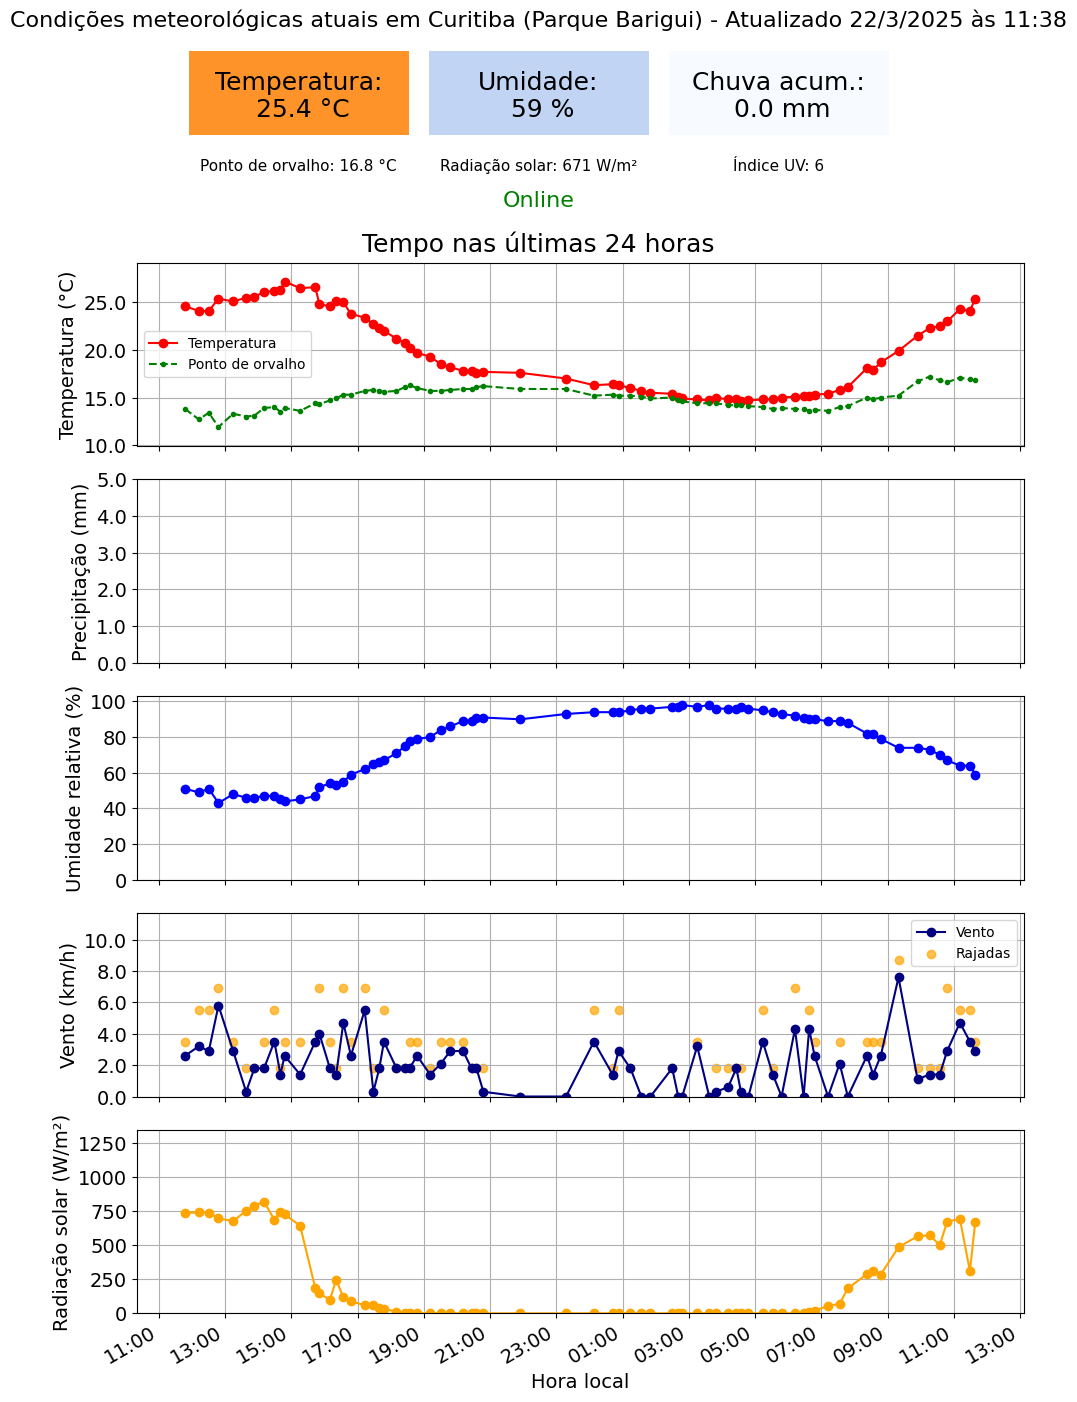 Condições meteorológicas atuais em Curitiba (Parque Barigui) - Atualizado 22/3/2025 às 11:38
Temperatura:
25.4 °C
Umidade:
59 %
Chuva acum.:
0.0 mm
Ponto de orvalho: 16.8 °C
Radiação solar: 671 W/m²
Índice UV: 6
Online
Tempo nas últimas 24 horas
Temperatura (°C)
25.0
20.0
15.0
10.0
Temperatura
Ponto de orvalho
Precipitação (mm)
5.0
4.0
3.0
2.0
1.0
0.0
Umidade relativa (%)
100
80
60
40
20
0
Vento (km/h)
10.0
8.0
6.0
4.0
2.0
0.0
Vento
Rajadas
Radiação solar (W/m²)
1250
1000
750
500
250
0
11:00
13:00
15:00
17:00
19:00
21:00
23:00
01:00
03:00
05:00
07:00
09:00
11:00
13:00
Hora local